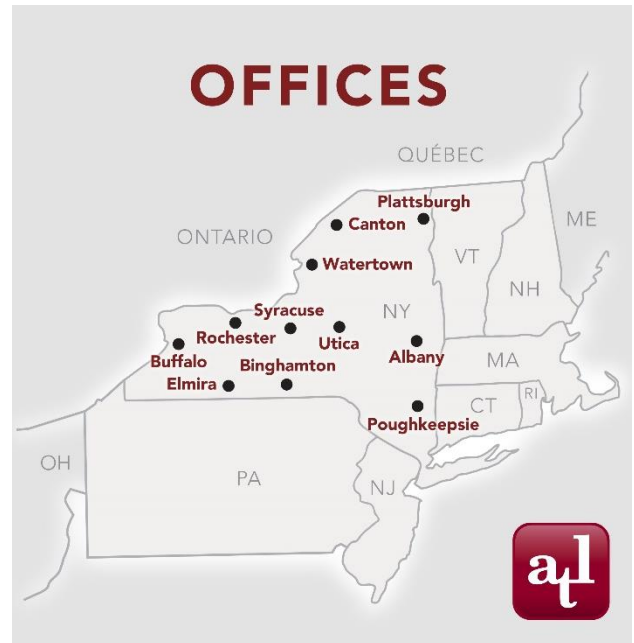 OFFICES
QUÉBEC
Plattsburgh
Canton
ME
ONTARIO
VT
Watertown
NH
Syracuse
NY
Rochester
Utica
Buffalo
Albany
MA
Binghamton
Elmira
RI
CT
Poughkeepsie
OH
PA
NJ
atl